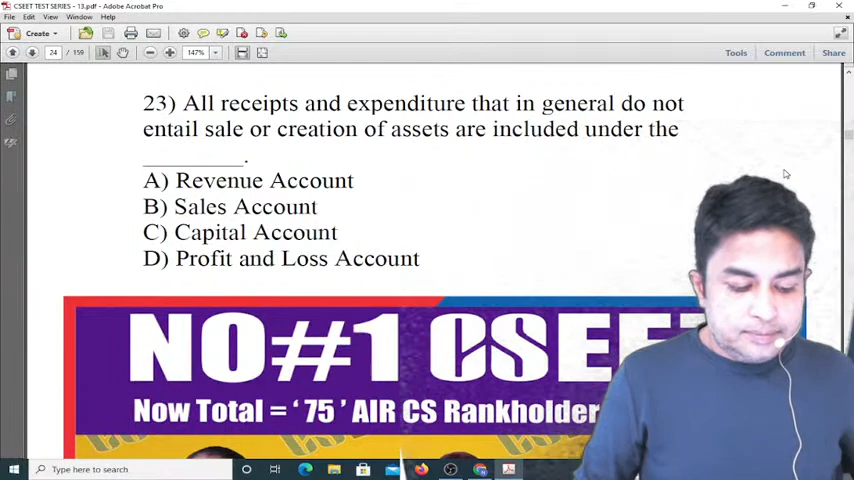 CSEET TEST SERIES - 13.pdf - Adobe Acrobat Pro
File Edit View Window Help
Create
24 / 159
147%
Tools Comment Share
23) All receipts and expenditure that in general do not
entail sale or creation of assets are included under the
________.
A) Revenue Account
B) Sales Account
C) Capital Account
D) Profit and Loss Account
NO#1 CSEE
Now Total = ‘ 75 ’ AIR CS Rankholder
Type here to search